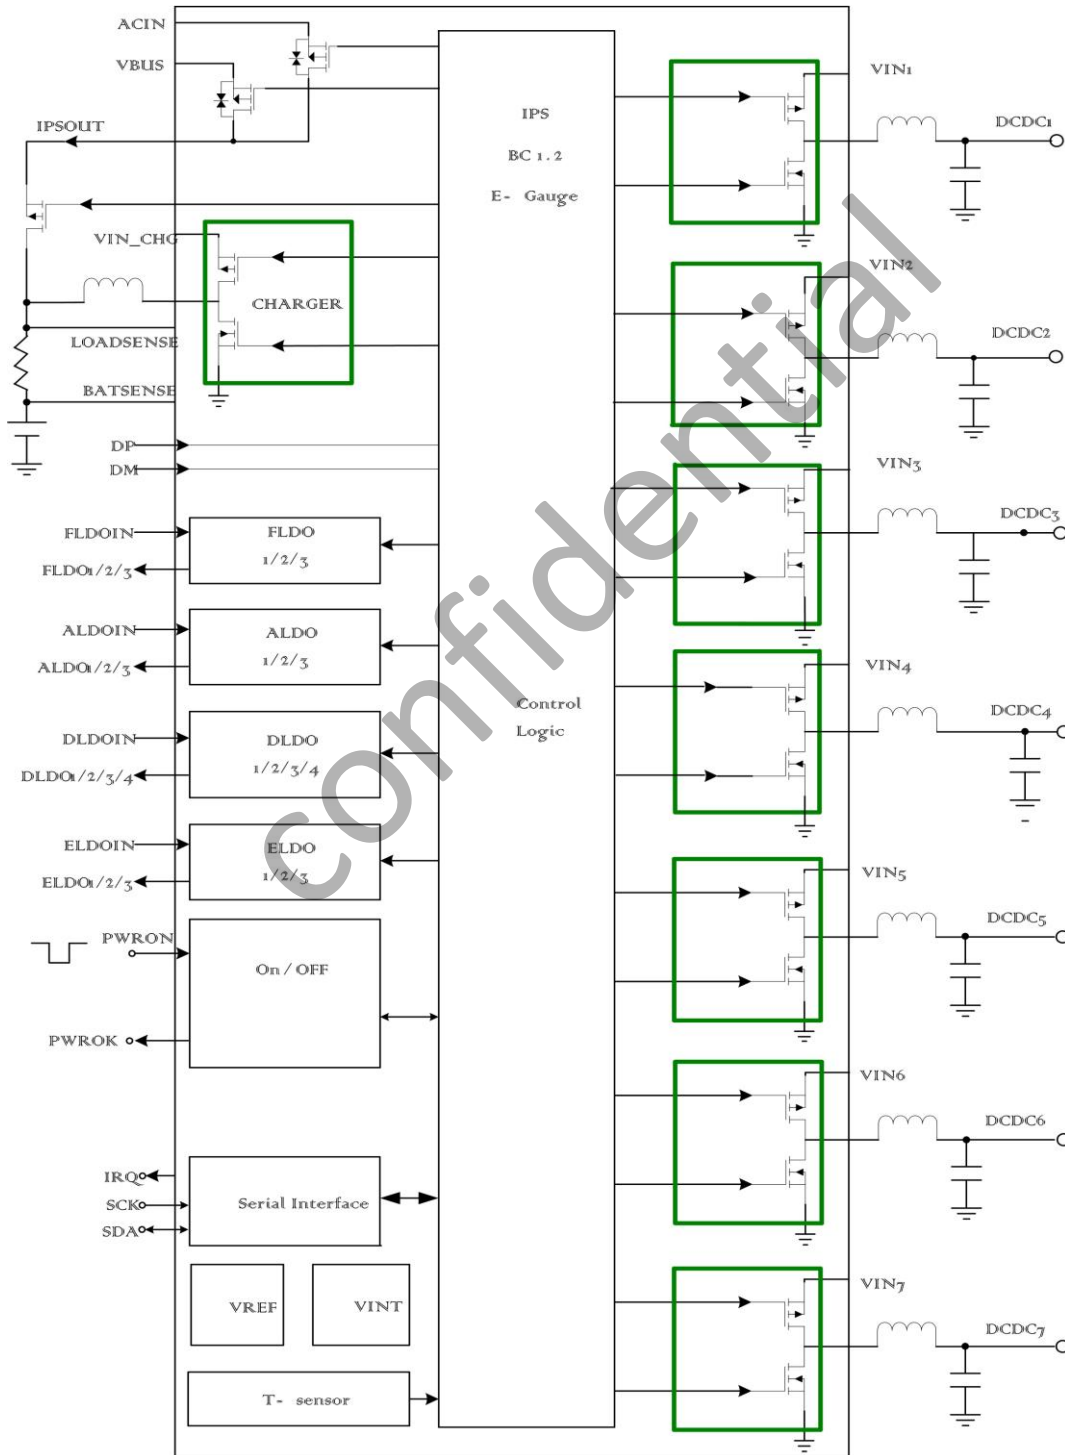 ACIN
VBUS
IPSOUT
VIN_CHG
CHARGER
LOADSENSE
BATSENSE
DP
DM
FLDOIN
FLDO1/2/3
FLDO
1/2/3
ALDOIN
ALDO1/2/3
ALDO
1/2/3
DLDOIN
DLDO1/2/3/4
DLDO
1/2/3/4
ELDOIN
ELDO1/2/3
ELDO
1/2/3
PWRON
PWROK
On / OFF
IRQ
SCK
SDA
Serial Interface
VREF
VINT
T- sensor
IPS
BC 1.2
E- Gauge
Control
Logic
VIN1
DCDC1
VIN2
DCDC2
VIN3
DCDC3
VIN4
DCDC4
VIN5
DCDC5
VIN6
DCDC6
VIN7
DCDC7
confidential